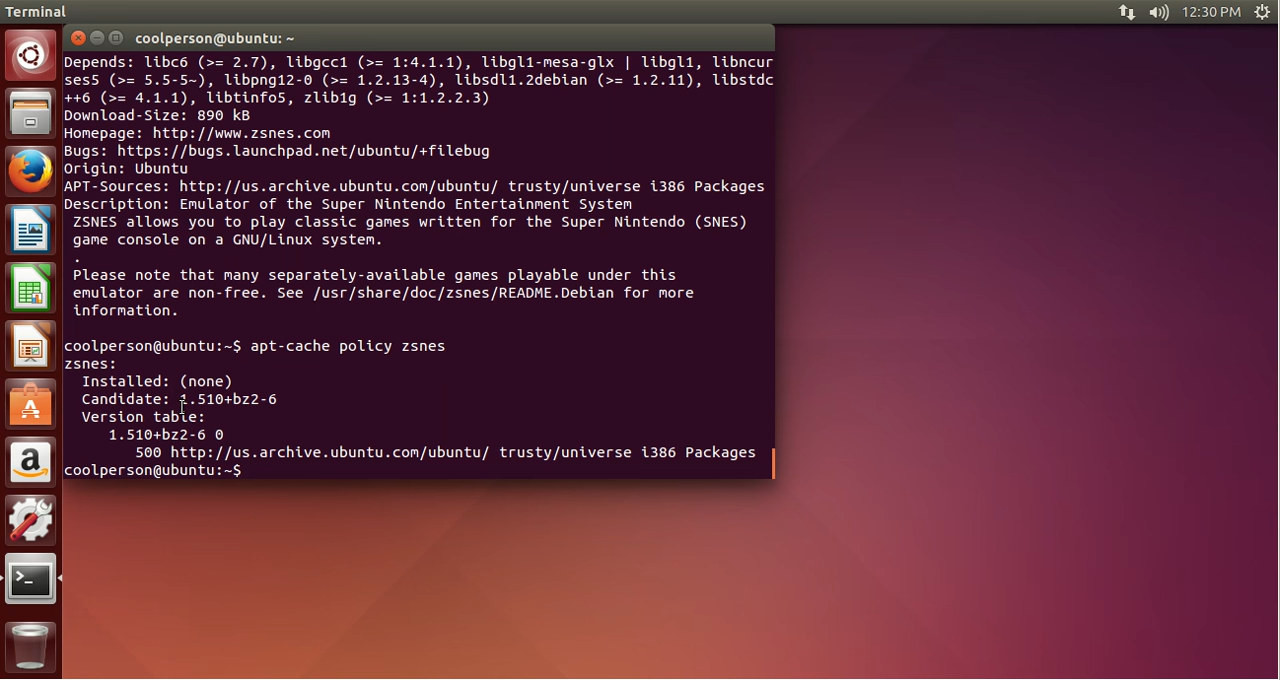 Terminal
12:30 PM
coolperson@ubuntu: ~
Depends: libc6 (>= 2.7), libgcc1 (>= 1:4.1.1), libgl1-mesa-glx | libgl1, libncur
ses5 (>= 5.5-5~), libpng12-0 (>= 1.2.13-4), libsdl1.2debian (>= 1.2.11), libstdc
++6 (>= 4.1.1), libtinfo5, zlib1g (>= 1:1.2.2.3)
Download-Size: 890 kB
Homepage: http://www.zsnes.com
Bugs: https://bugs.launchpad.net/ubuntu/+filebug
Origin: Ubuntu
APT-Sources: http://us.archive.ubuntu.com/ubuntu/ trusty/universe i386 Packages
Description: Emulator of the Super Nintendo Entertainment System
 ZSNES allows you to play classic games written for the Super Nintendo (SNES)
 game console on a GNU/Linux system.
 .
 Please note that many separately-available games playable under this
 emulator are non-free. See /usr/share/doc/zsnes/README.Debian for more
 information.
coolperson@ubuntu:~$ apt-cache policy zsnes
zsnes:
  Installed: (none)
  Candidate: 1.510+bz2-6
  Version table:
     1.510+bz2-6 0
        500 http://us.archive.ubuntu.com/ubuntu/ trusty/universe i386 Packages
coolperson@ubuntu:~$